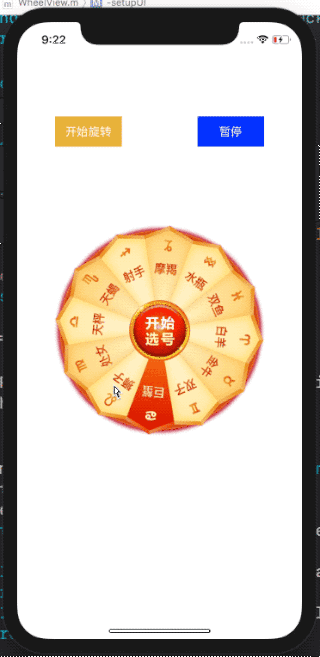 WheelView.m
-setupUI
9:22
开始旋转
暂停
摩羯
水瓶
双鱼
白羊
金牛
双子
巨蟹
狮子
处女
天秤
天蝎
射手
开始
选号